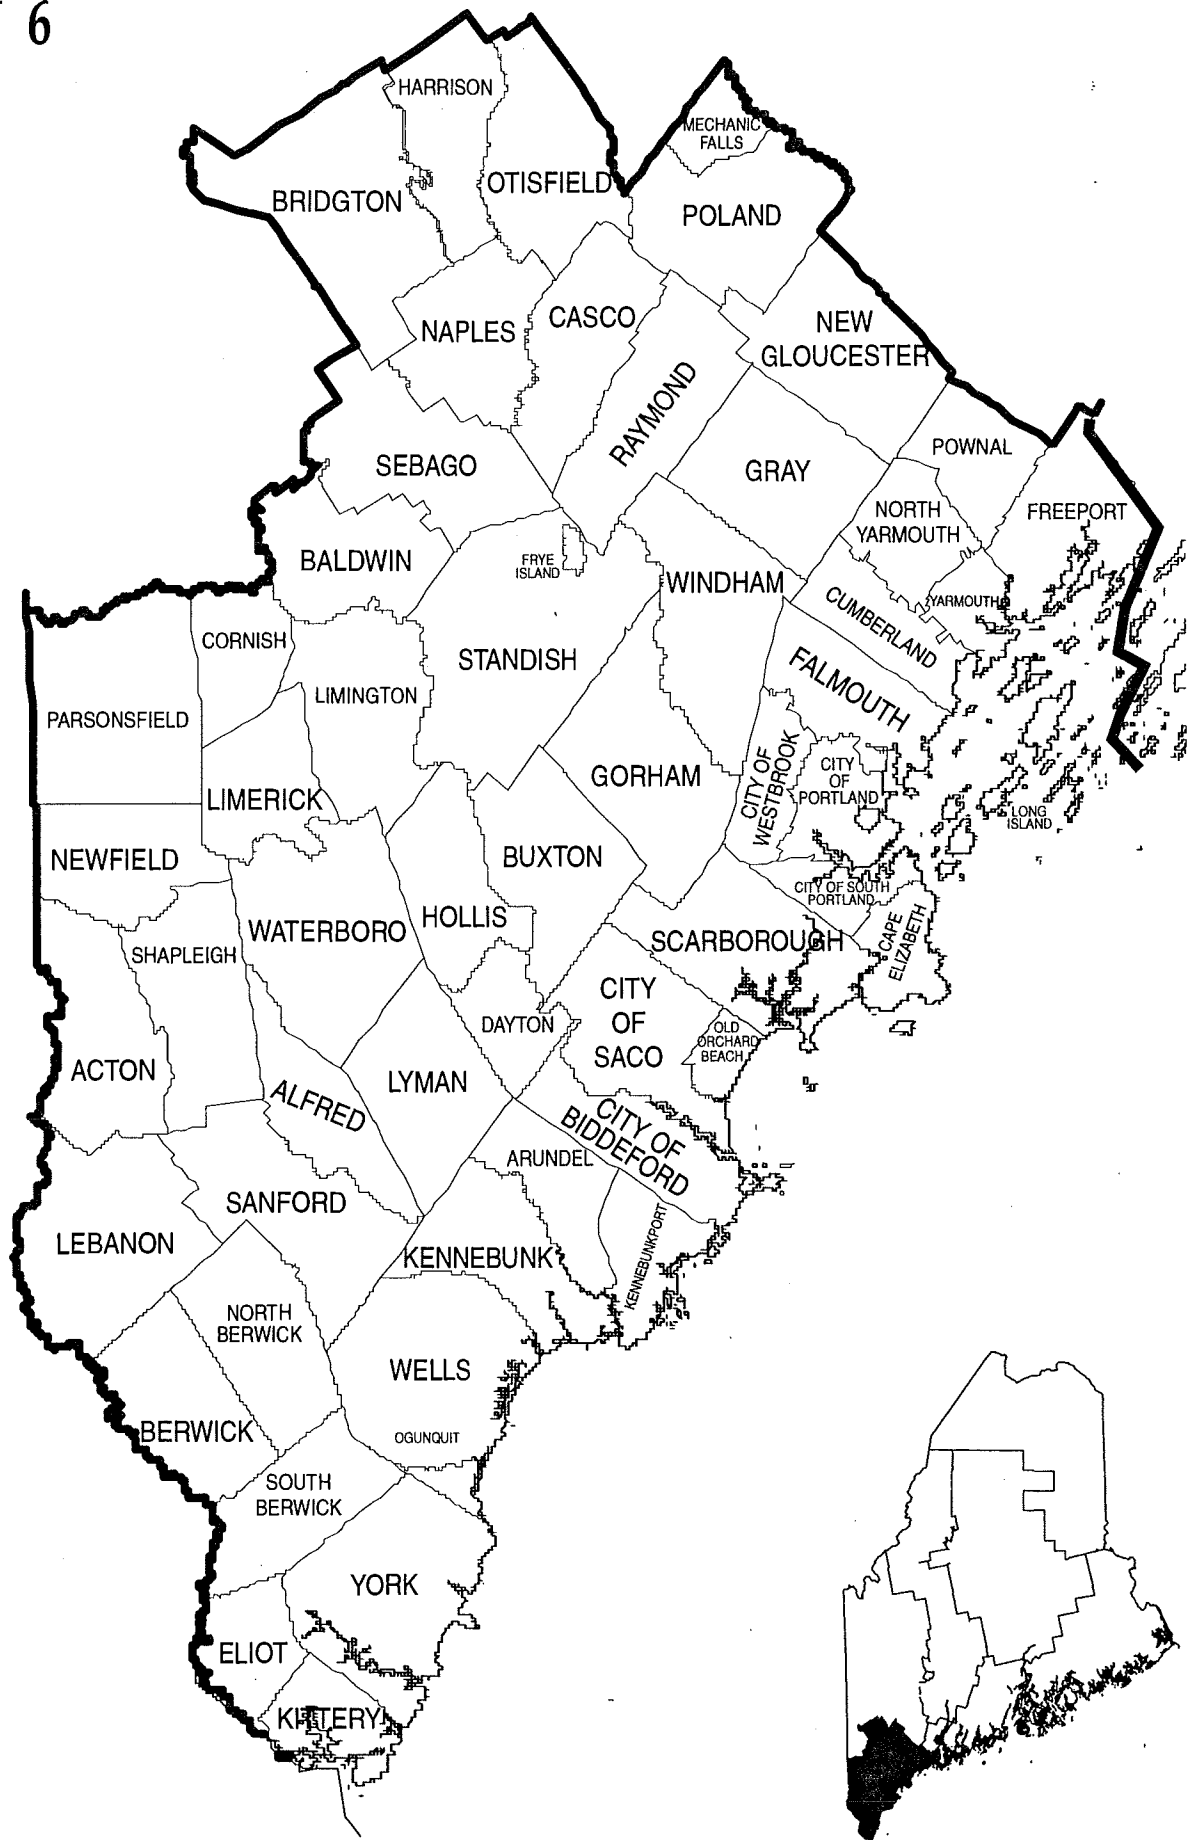 6
HARRISON
MECHANIC
FALLS
BRIDGTON
OTISFIELD
POLAND
NAPLES
CASCO
NEW
GLOUCESTER
RAYMOND
SEBAGO
GRAY
POWNAL
NORTH
YARMOUTH
FREEPORT
BALDWIN
FRYE
ISLAND
WINDHAM
CUMBERLAND
YARMOUTH
CORNISH
STANDISH
FALMOUTH
LIMINGTON
PARSONSFIELD
GORHAM
CITY OF
WESTBROOK
CITY
OF
PORTLAND
LIMERICK
LONG
ISLAND
NEWFIELD
BUXTON
CITY OF SOUTH
PORTLAND
HOLLIS
WATERBORO
SHAPLEIGH
SCARBOROUGH
CAPE
ELIZABETH
CITY
OF
SACO
DAYTON
OLD
ORCHARD
BEACH
ACTON
LYMAN
ALFRED
CITY OF
BIDDEFORD
ARUNDEL
SANFORD
LEBANON
KENNEBUNK
KENNEBUNKPORT
NORTH
BERWICK
WELLS
BERWICK
OGUNQUIT
SOUTH
BERWICK
YORK
ELIOT
KITTERY